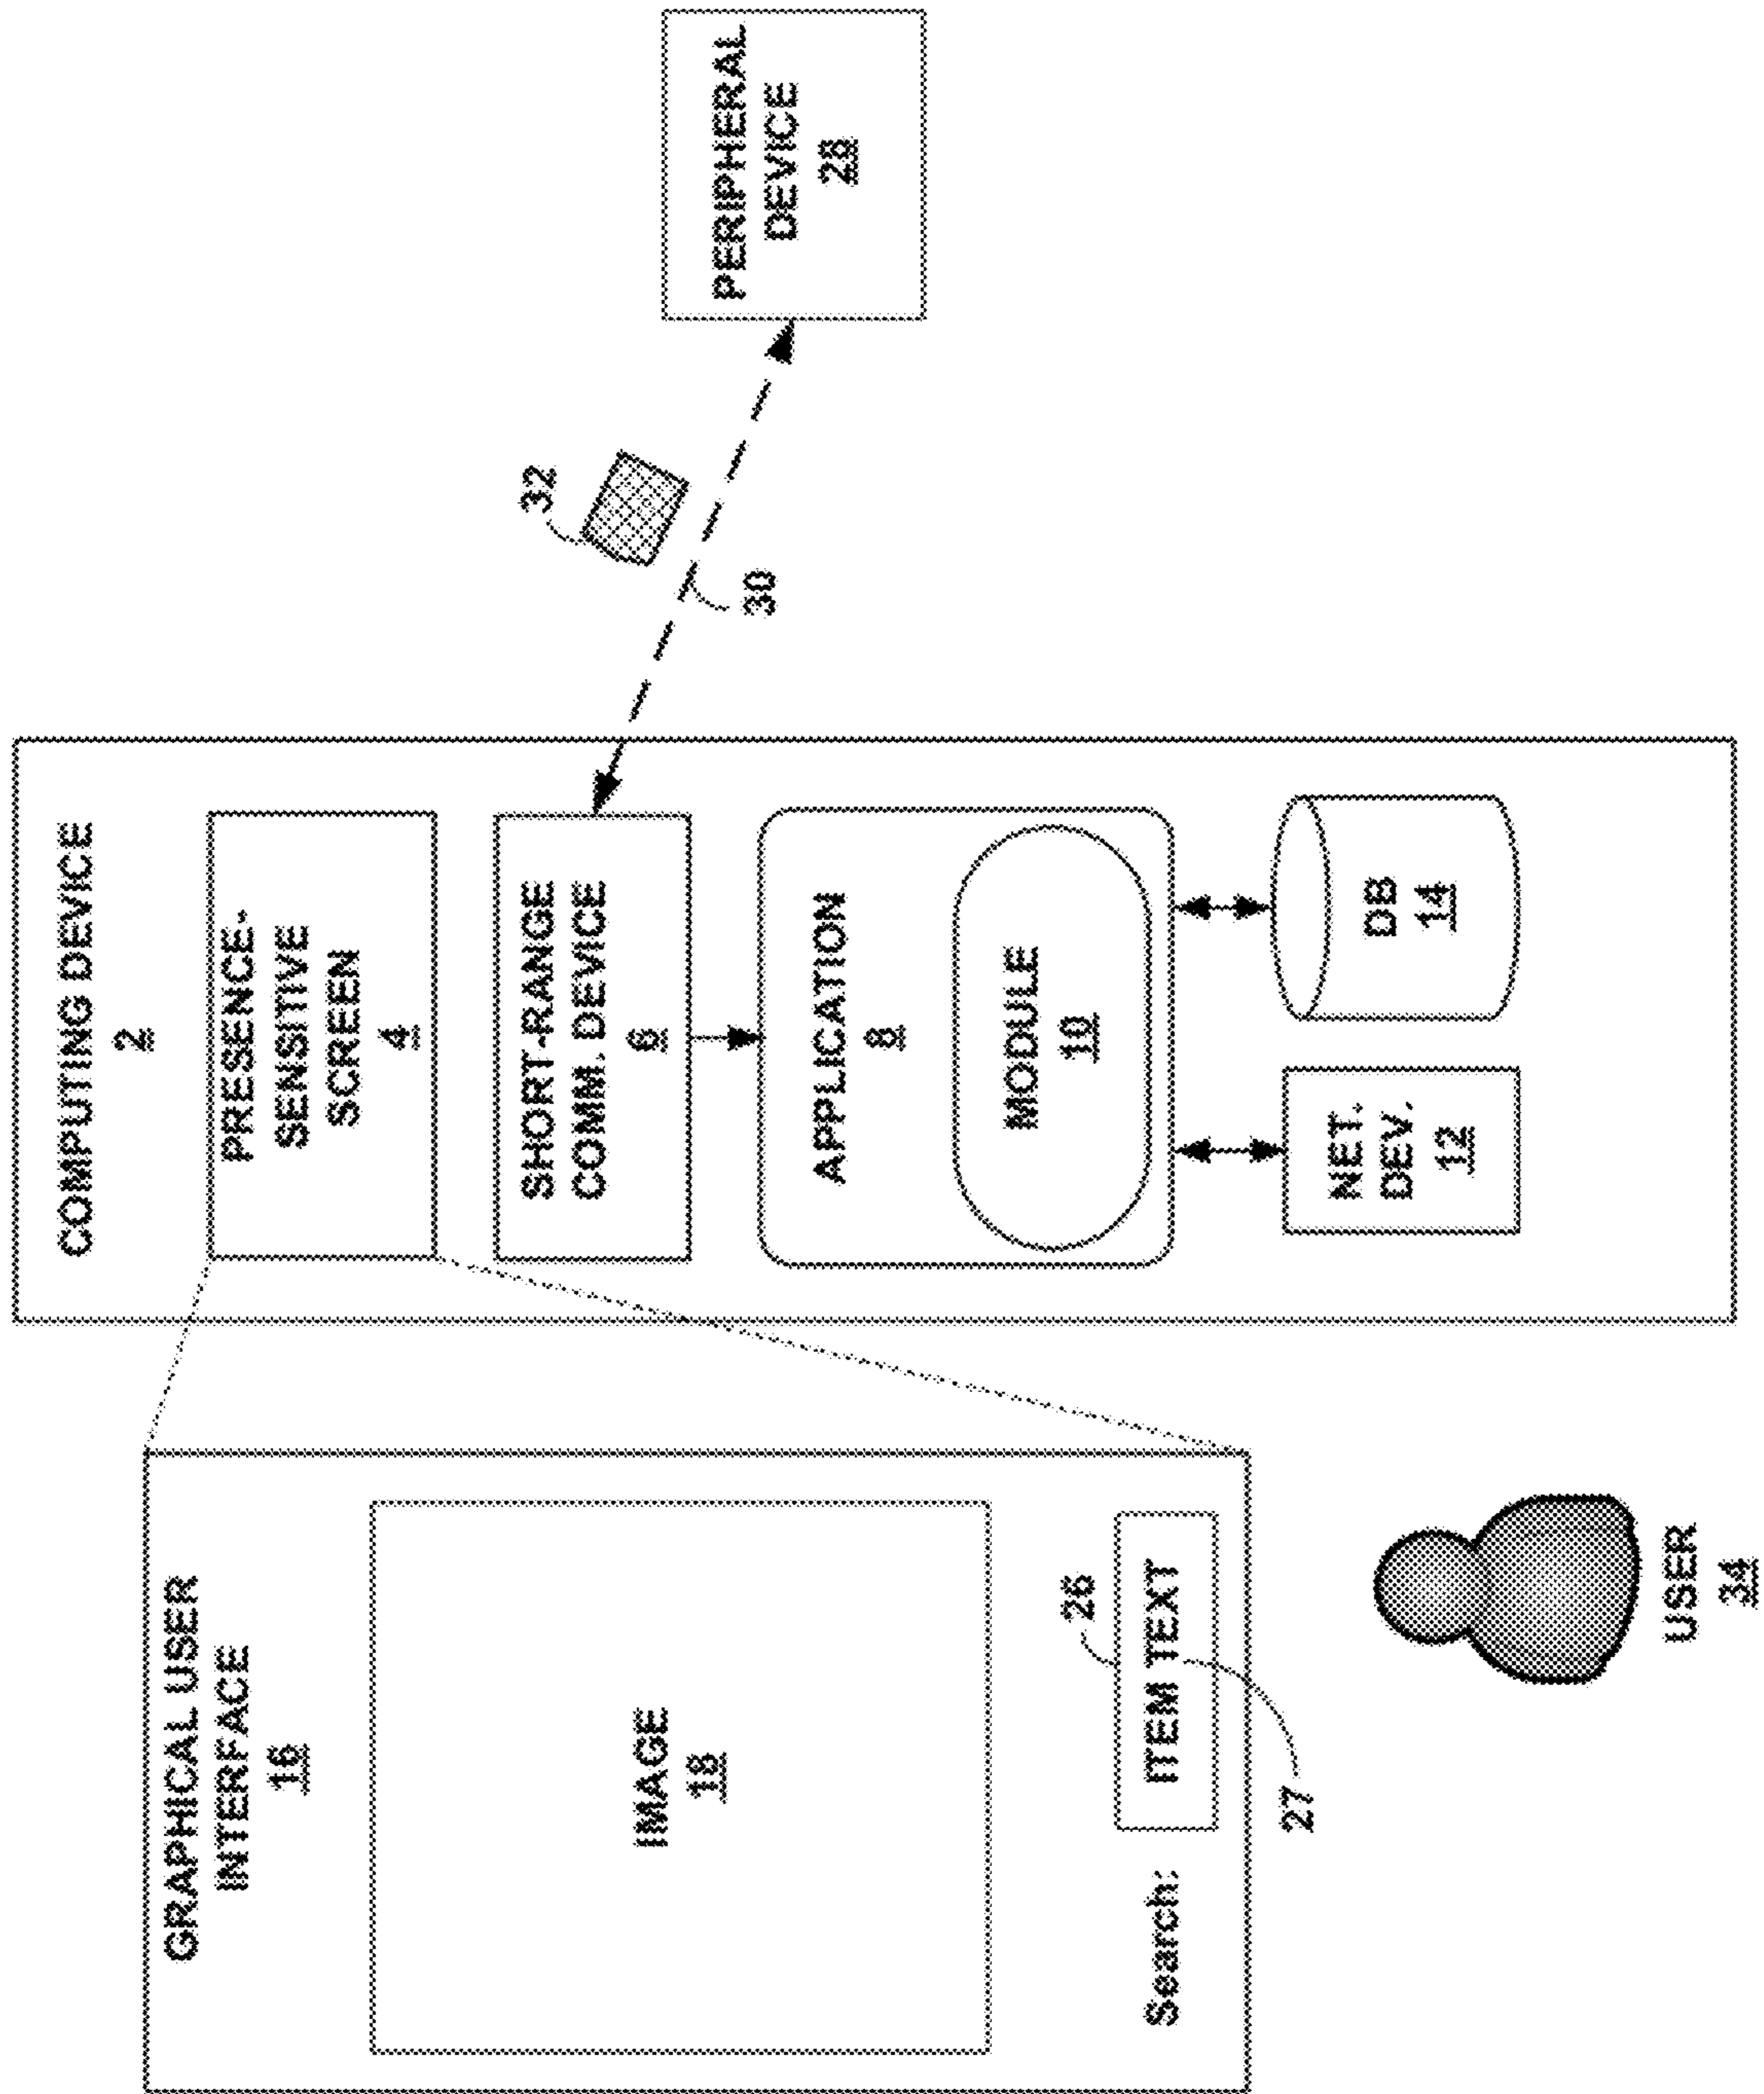 GRAPHICAL USER
INTERFACE
16
IMAGE
18
Search:
ITEM TEXT
26
27
USER
34
COMPUTING DEVICE
2
PRESENCE-
SENSITIVE
SCREEN
4
SHORT-RANGE
COMM. DEVICE
6
APPLICATION
8
MODULE
10
NET.
DEV.
12
DB
14
30
32
PERIPHERAL
DEVICE
28